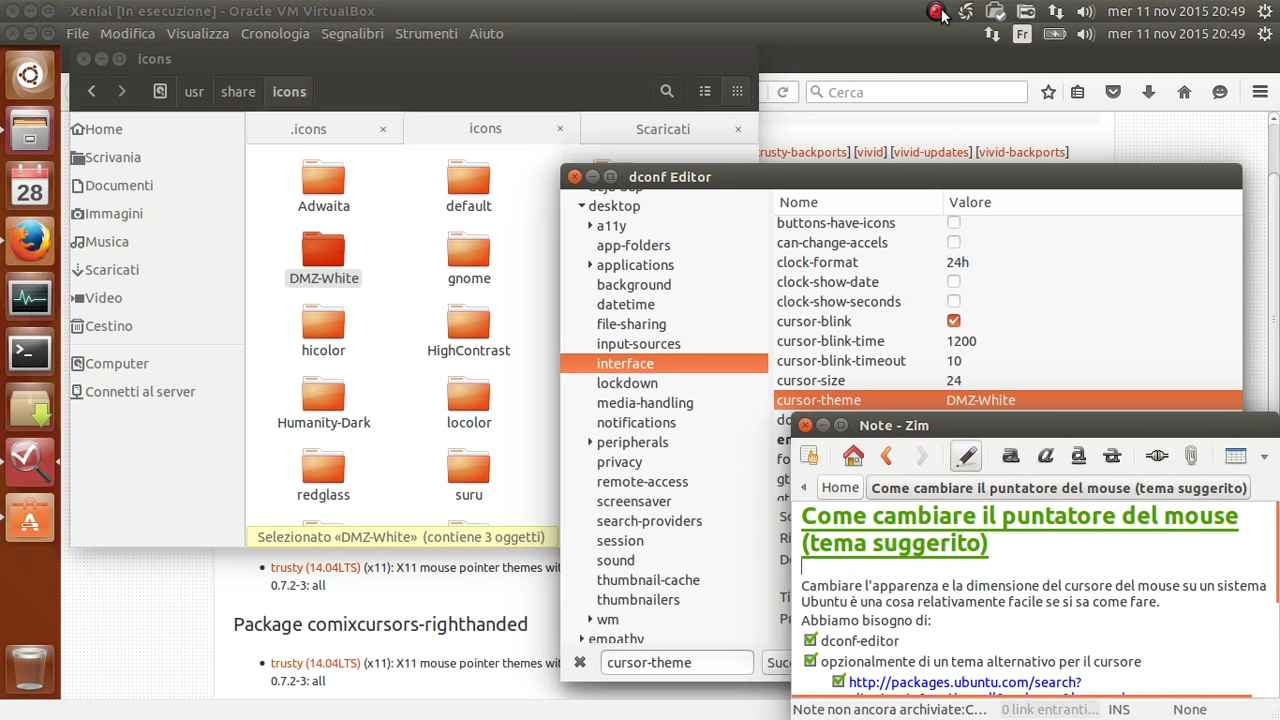 Xenial [In esecuzione] - Oracle VM VirtualBox
mer 11 nov 2015 20:49
File Modifica Visualizza Cronologia Segnalibri Strumenti Aiuto
Fr
mer 11 nov 2015 20:49
icons
usr share icons
Cerca
.icons × icons × Scaricati ×
Home
Scrivania
Documenti
Immagini
Musica
Scaricati
Video
Cestino
Computer
Connetti al server
28
Adwaita default
DMZ-White gnome
hicolor HighContrast
Humanity-Dark locolor
redglass suru
Selezionato «DMZ-White» (contiene 3 oggetti)
trusty-backports] [vivid] [vivid-updates] [vivid-backports]
trusty (14.04LTS) (x11): X11 mouse pointer themes wit
0.7.2-3: all
Package comixcursors-righthanded
trusty (14.04LTS) (x11): X11 mouse pointer themes wit
0.7.2-3: all
dconf Editor
desktop
a11y
app-folders
applications
background
datetime
file-sharing
input-sources
interface
lockdown
media-handling
notifications
peripherals
privacy
remote-access
screensaver
search-providers
session
sound
thumbnail-cache
thumbnailers
wm
empathy
Nome Valore
buttons-have-icons
can-change-accels
clock-format 24h
clock-show-date
clock-show-seconds
cursor-blink
cursor-blink-time 1200
cursor-blink-timeout 10
cursor-size 24
cursor-theme DMZ-White
cursor-theme
Note - Zim
Home Come cambiare il puntatore del mouse (tema suggerito)
Come cambiare il puntatore del mouse
(tema suggerito)
Cambiare l'apparenza e la dimensione del cursore del mouse su un sistema
Ubuntu è una cosa relativamente facile se si sa come fare.
Abbiamo bisogno di:
dconf-editor
opzionalmente di un tema alternativo per il cursore
http://packages.ubuntu.com/search?
Note non ancora archiviate:C... 0 link entranti... INS None